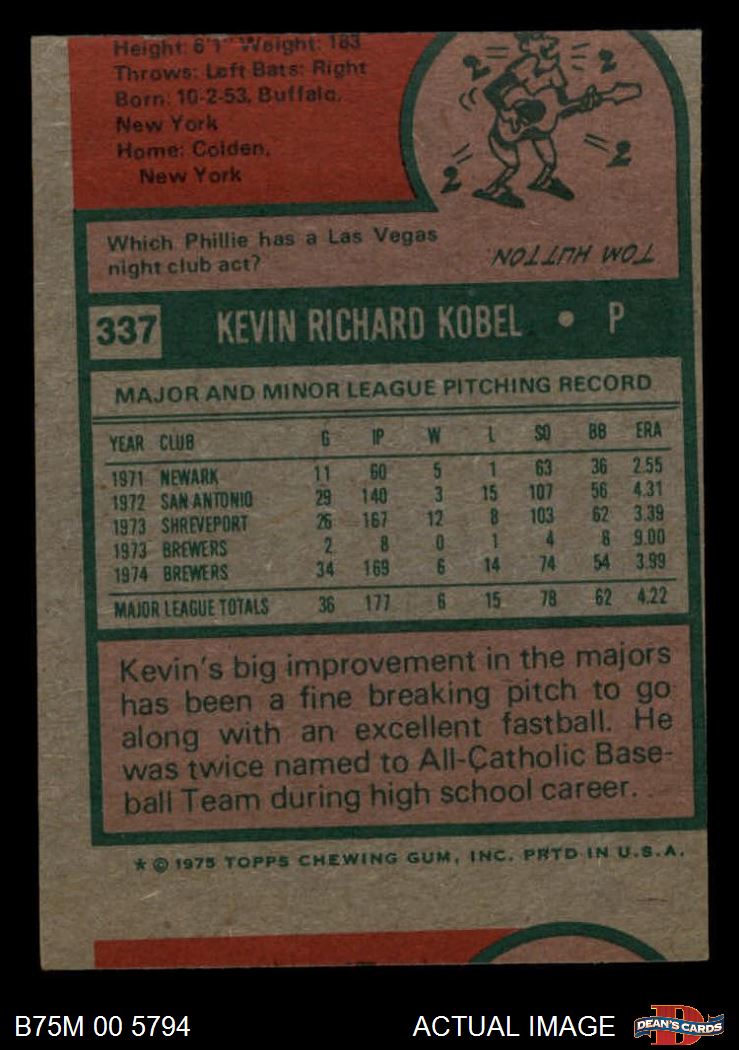 Height: 6'1" Weight: 183
Throws: Left Bats: Right
Born: 10-2-53, Buffalo,
New York
Home: Colden,
New York
2 2
2 2
Which Phillie has a Las Vegas
night club act?
TOM HUTTON.
337 KEVIN RICHARD KOBEL • P
MAJOR AND MINOR LEAGUE PITCHING RECORD
YEAR CLUB G IP W L SO BB ERA
1971 NEWARK 11 60 5 1 63 36 2.55
1972 SAN ANTONIO 29 140 3 15 107 56 4.31
1973 SHREVEPORT 26 167 12 8 103 62 3.39
1973 BREWERS 2 8 0 1 4 8 9.00
1974 BREWERS 34 169 6 14 74 54 3.99
MAJOR LEAGUE TOTALS 36 177 6 15 78 62 4.22
Kevin's big improvement in the majors
has been a fine breaking pitch to go
along with an excellent fastball. He
was twice named to All-Catholic Base-
ball Team during high school career.
* © 1975 TOPPS CHEWING GUM, INC. PRTD IN U.S.A.
B75M 00 5794 ACTUAL IMAGE D DEAN'S CARDS